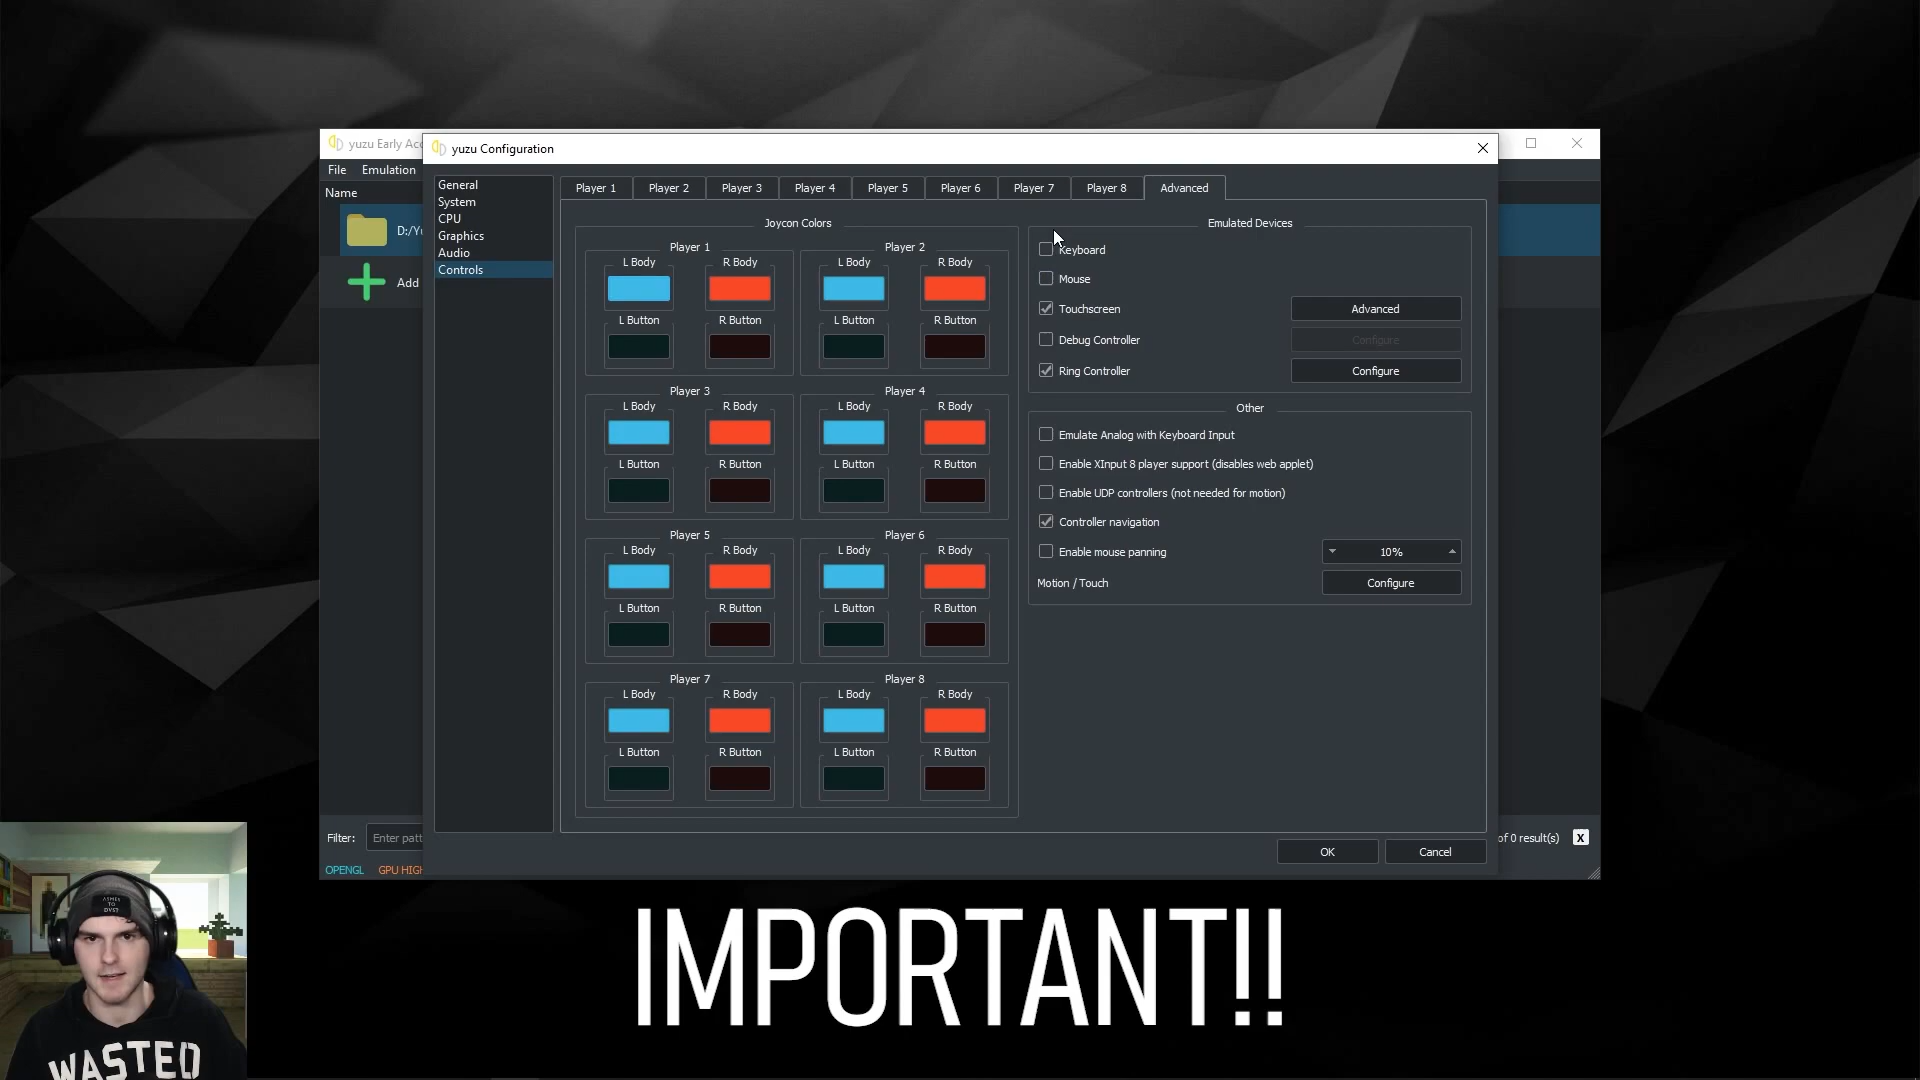 yuzu Early Acc
yuzu Configuration
File Emulation
Name
D:/Yu
Add
General
System
CPU
Graphics
Audio
Controls
Player 1 Player 2 Player 3 Player 4 Player 5 Player 6 Player 7 Player 8 Advanced
Joycon Colors
Player 1 Player 2
L Body R Body L Body R Body
L Button R Button L Button R Button
Player 3 Player 4
L Body R Body L Body R Body
L Button R Button L Button R Button
Player 5 Player 6
L Body R Body L Body R Body
L Button R Button L Button R Button
Player 7 Player 8
L Body R Body L Body R Body
L Button R Button L Button R Button
Emulated Devices
Keyboard
Mouse
Touchscreen Advanced
Debug Controller Configure
Ring Controller Configure
Other
Emulate Analog with Keyboard Input
Enable XInput 8 player support (disables web applet)
Enable UDP controllers (not needed for motion)
Controller navigation
Enable mouse panning 10%
Motion / Touch Configure
OK Cancel
Filter: Enter patt
of 0 result(s) X
OPENGL GPU HIGH
IMPORTANT!!
ASHES
TO
DVST
WASTED